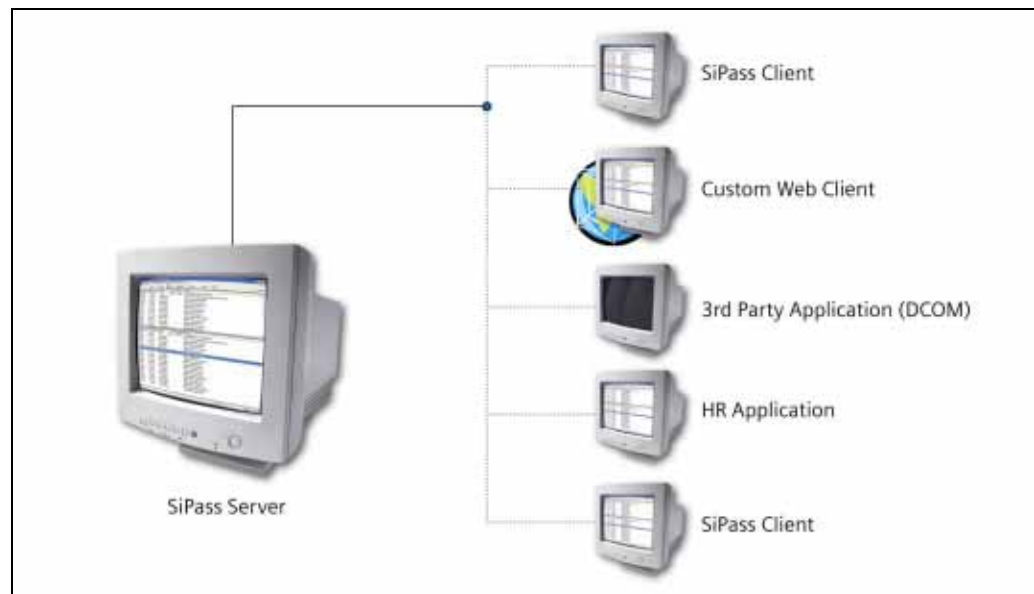 SiPass Client
Custom Web Client
3rd Party Application (DCOM)
HR Application
SiPass Client
SiPass Server